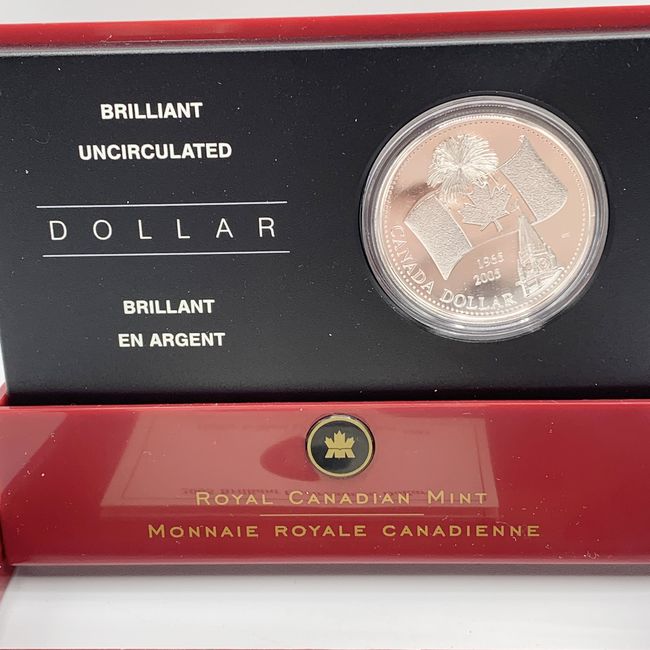 BRILLIANT
UNCIRCULATED
DOLLAR
BRILLANT
EN ARGENT
1965
2005
CANADA DOLLAR
ROYAL CANADIAN MINT
MONNAIE ROYALE CANADIENNE